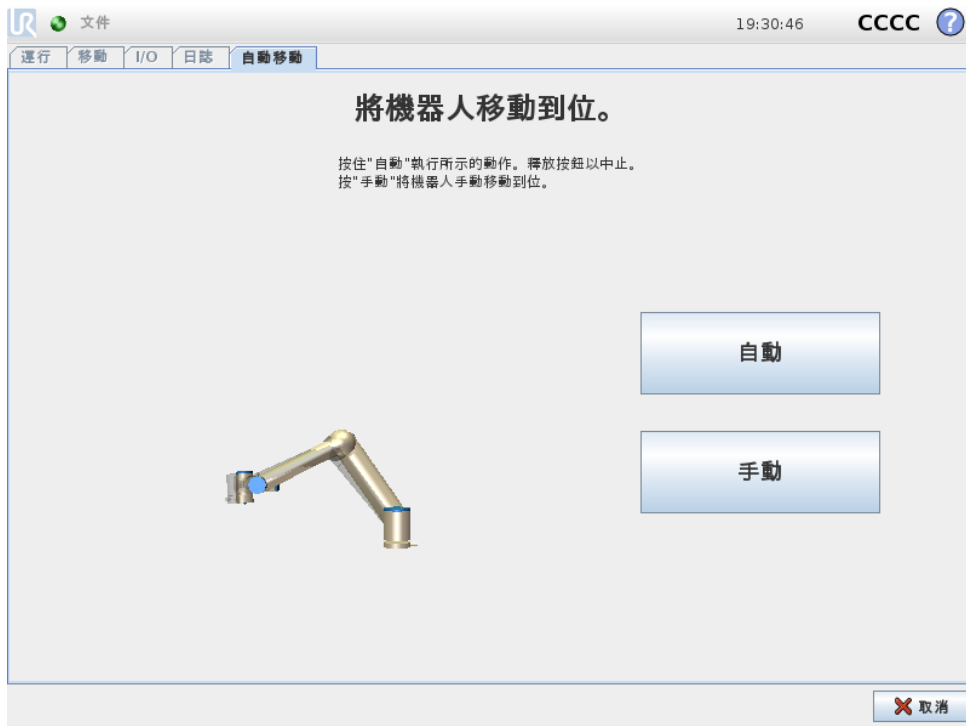 UR 文件 19:30:46 CCCC ?
運行 移動 I/O 日誌 自動移動
將機器人移動到位。
按住"自動"執行所示的動作。釋放按鈕以中止。
按"手動"將機器人手動移動到位。
自動
手動
取消